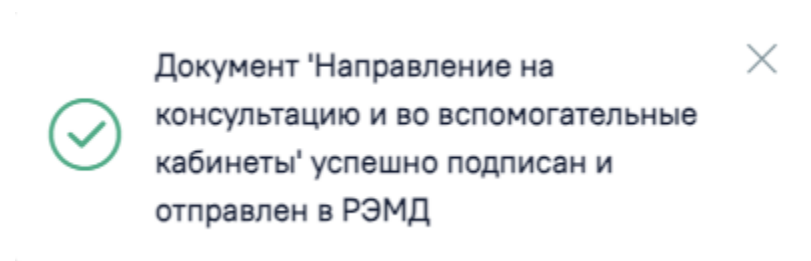 Документ 'Направление на
консультацию и во вспомогательные
кабинеты' успешно подписан и
отправлен в РЭМД